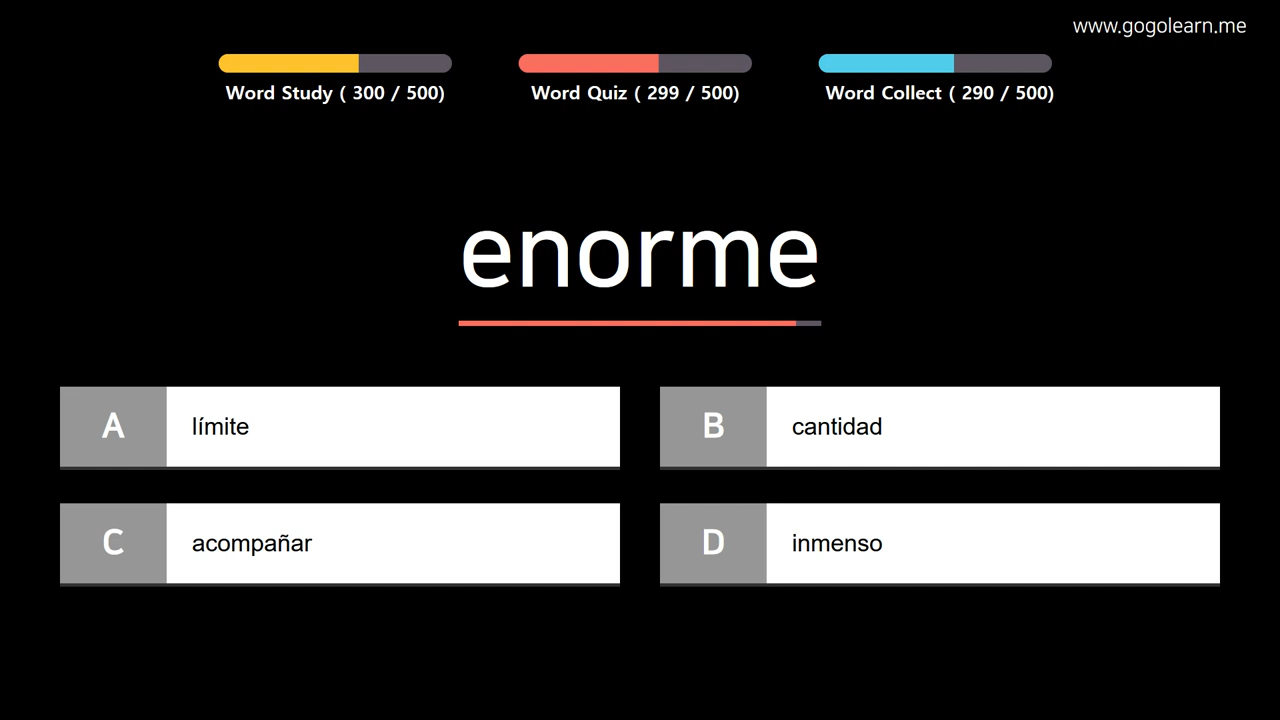 www.gogolearn.me
Word Study ( 300 / 500)
Word Quiz ( 299 / 500)
Word Collect ( 290 / 500)
enorme
A
límite
B
cantidad
C
acompañar
D
inmenso